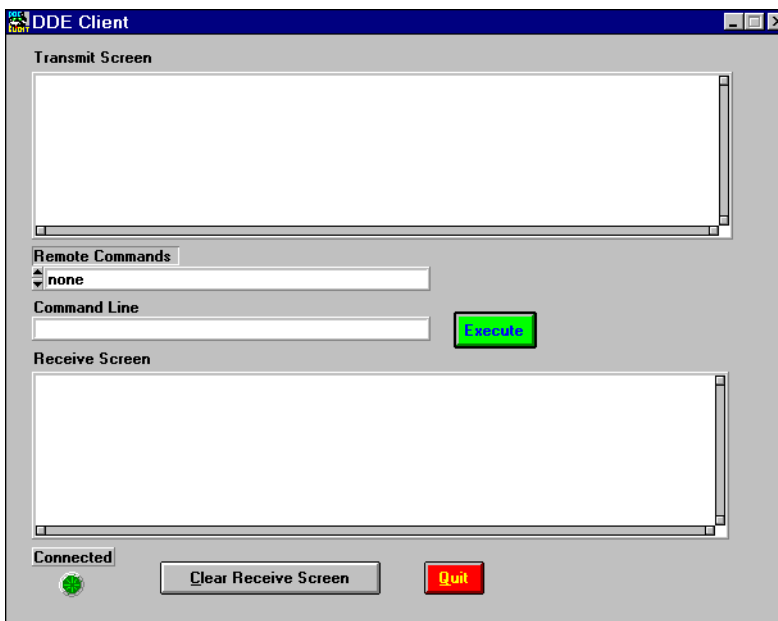 DDE Client
Transmit Screen
Remote Commands
none
Command Line
Execute
Receive Screen
Connected
Clear Receive Screen
Quit